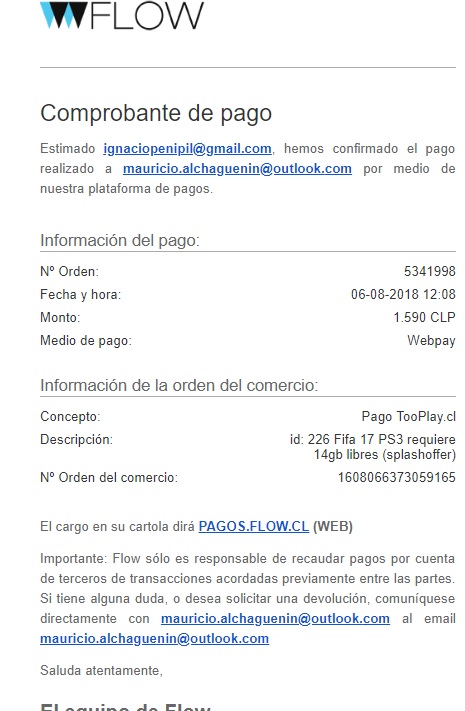 FLOW
Comprobante de pago
Estimado ignaciopenipil@gmail.com, hemos confirmado el pago
realizado a mauricio.alchaguenin@outlook.com por medio de
nuestra plataforma de pagos.
Información del pago:
Nº Orden: 5341998
Fecha y hora: 06-08-2018 12:08
Monto: 1.590 CLP
Medio de pago: Webpay
Información de la orden del comercio:
Concepto: Pago TooPlay.cl
Descripción: id: 226 Fifa 17 PS3 requiere
14gb libres (splashoffer)
Nº Orden del comercio: 1608066373059165
El cargo en su cartola dirá PAGOS.FLOW.CL (WEB)
Importante: Flow sólo es responsable de recaudar pagos por cuenta
de terceros de transacciones acordadas previamente entre las partes.
Si tiene alguna duda, o desea solicitar una devolución, comuníquese
directamente con mauricio.alchaguenin@outlook.com al email
mauricio.alchaguenin@outlook.com
Saluda atentamente,
El equipo de Flow